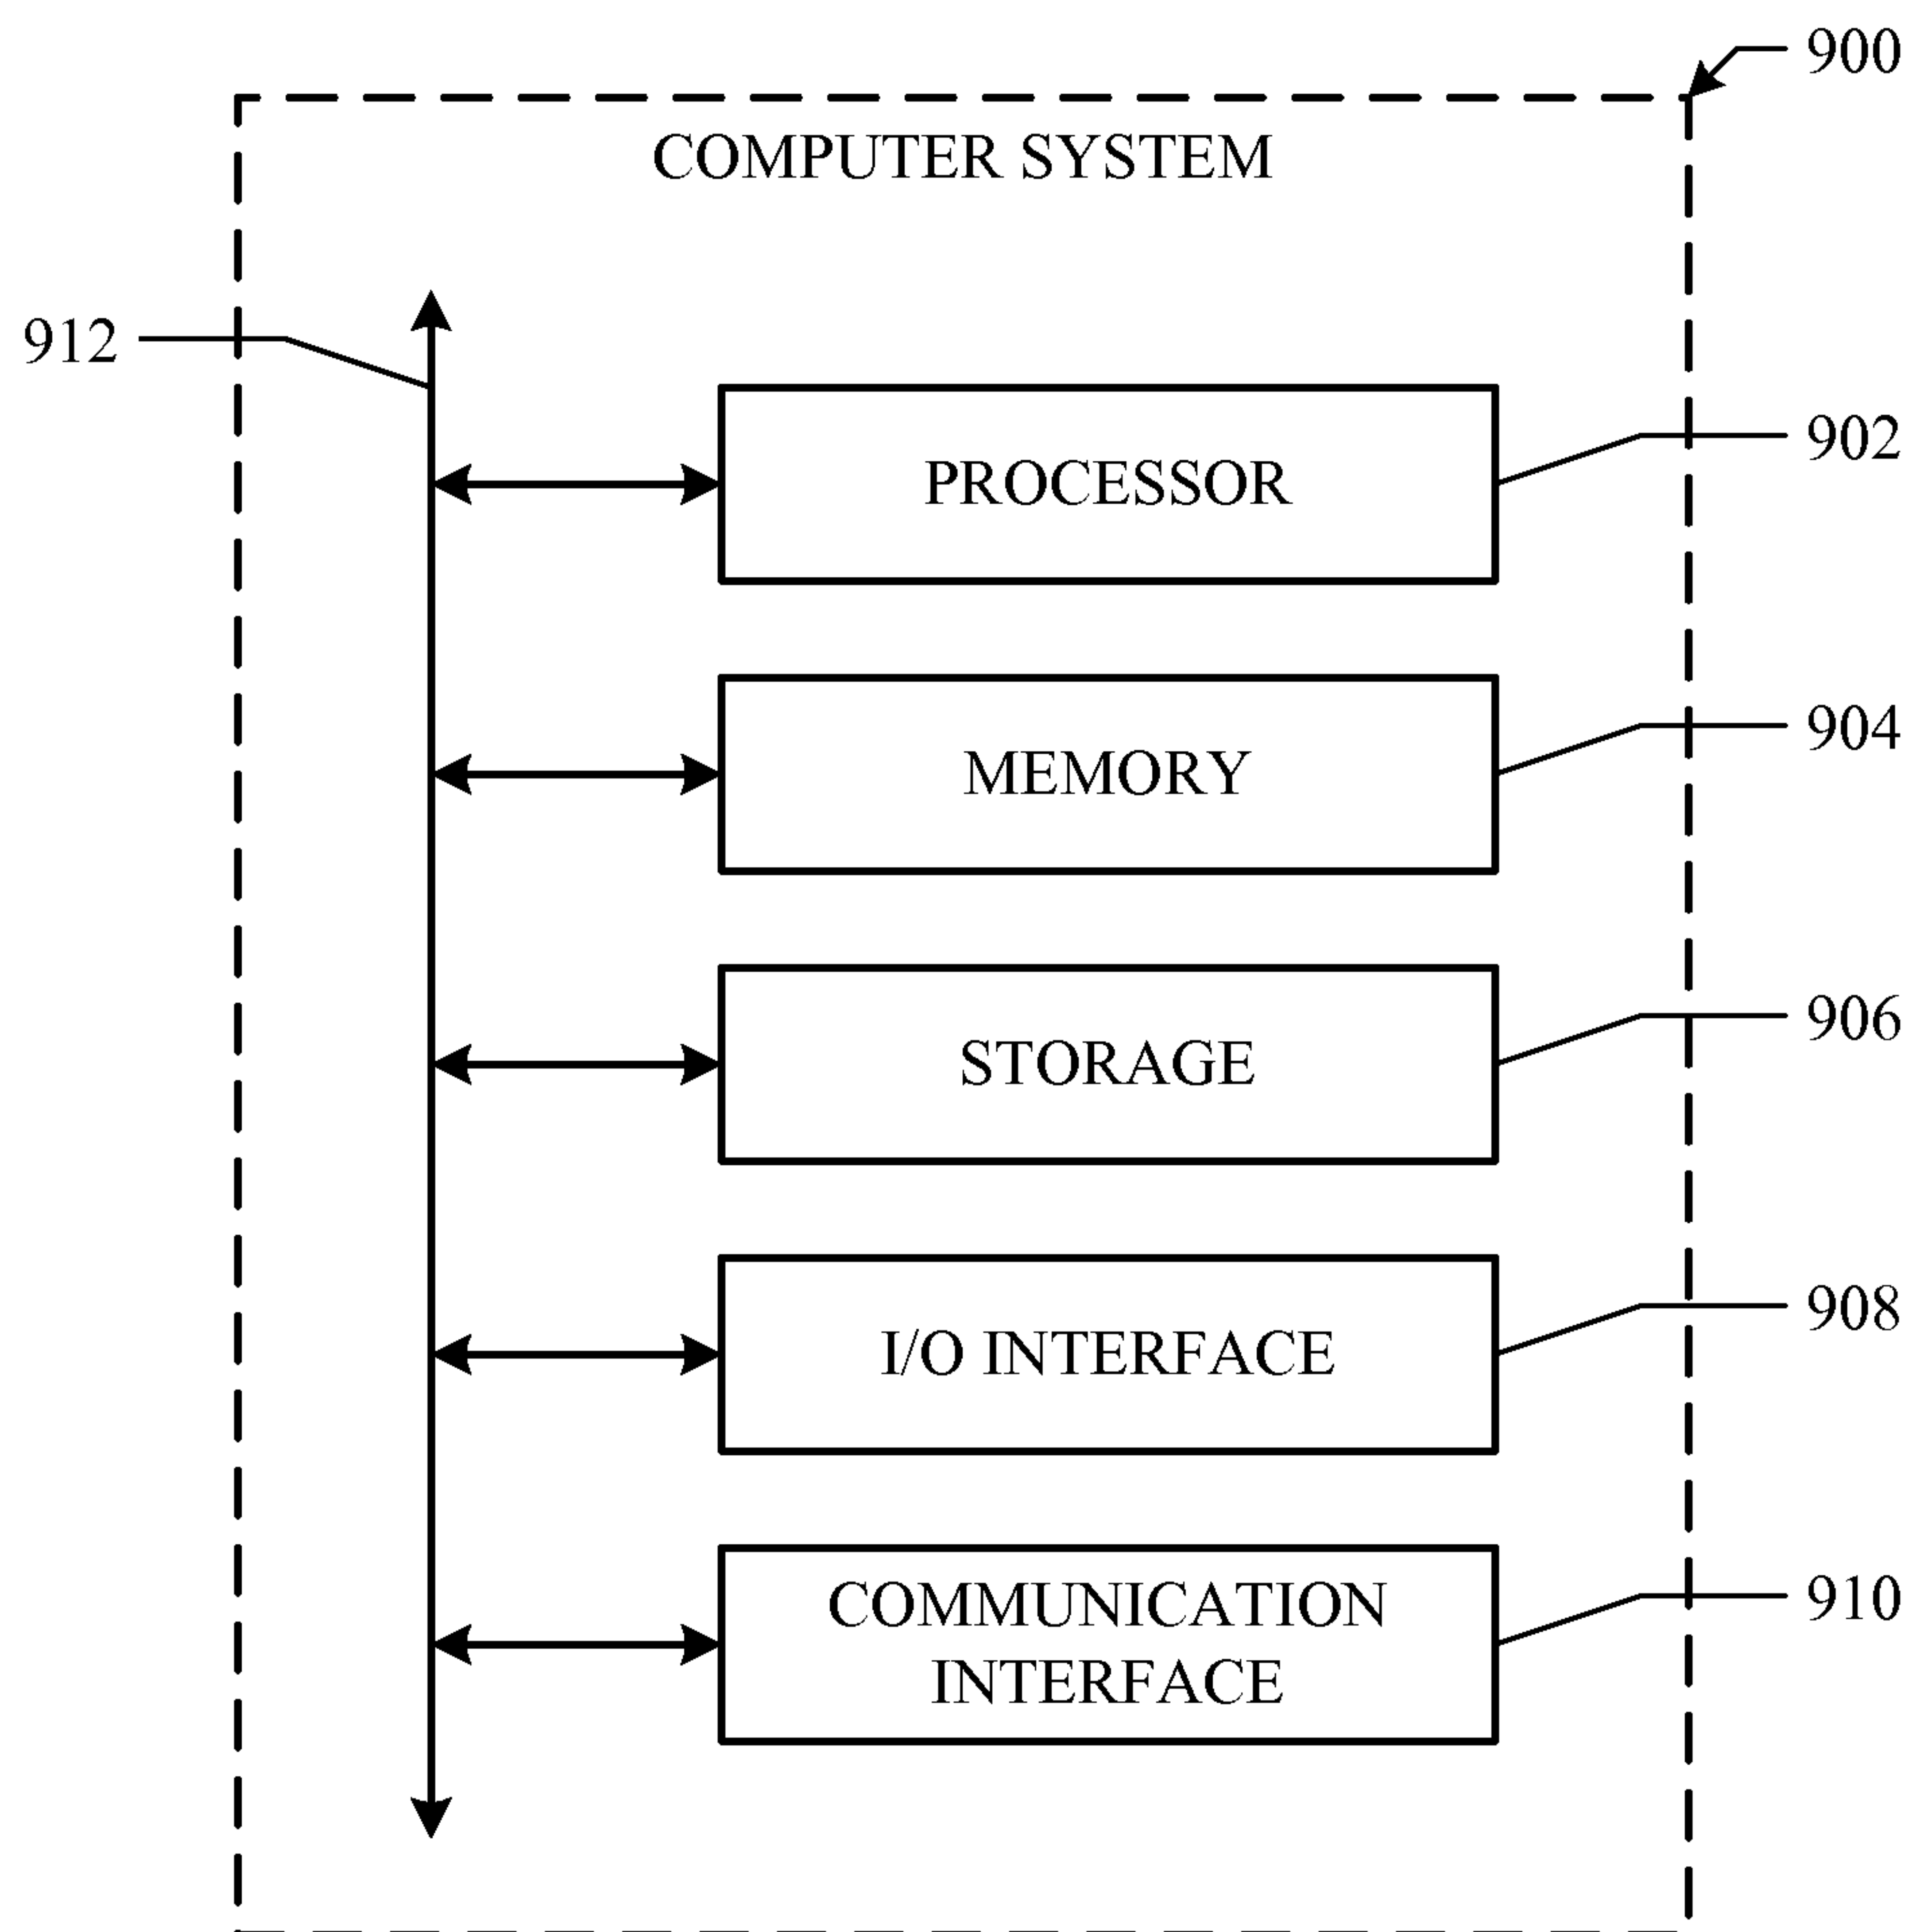 900
COMPUTER SYSTEM
912
PROCESSOR
902
MEMORY
904
STORAGE
906
I/O INTERFACE
908
COMMUNICATION
INTERFACE
910